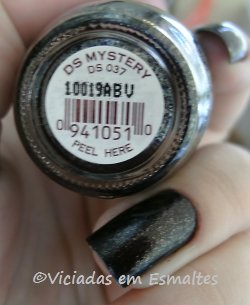 DS MYSTERY
DS 037
10019ABV
0 941051 0
PEEL HERE
©Viciadas em Esmaltes